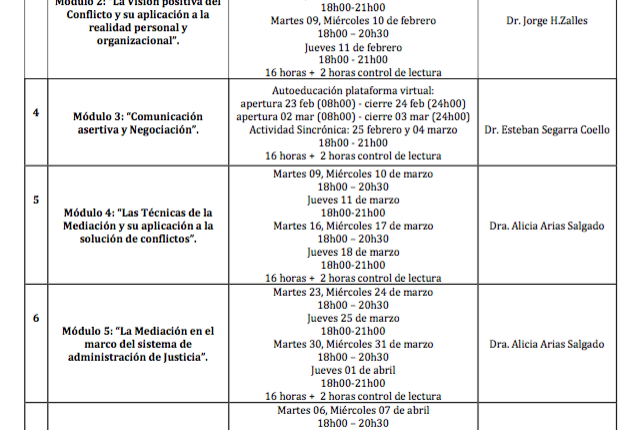 Módulo 2: "La Visión positiva del
Conflicto y su aplicación a la
realidad personal y
organizacional".
18h00-21h00
Martes 09, Miércoles 10 de febrero
18h00 – 20h30
Jueves 11 de febrero
18h00 - 21h00
16 horas + 2 horas control de lectura
Dr. Jorge H.Zalles
4
Módulo 3: "Comunicación
asertiva y Negociación".
Autoeducación plataforma virtual:
apertura 23 feb (08h00) - cierre 24 feb (24h00)
apertura 02 mar (08h00) - cierre 03 mar (24h00)
Actividad Sincrónica: 25 febrero y 04 marzo
18h00 - 21h00
16 horas + 2 horas control de lectura
Dr. Esteban Segarra Coello
5
Módulo 4: "Las Técnicas de la
Mediación y su aplicación a la
solución de conflictos".
Martes 09, Miércoles 10 de marzo
18h00 – 20h30
Jueves 11 de marzo
18h00-21h00
Martes 16, Miércoles 17 de marzo
18h00 – 20h30
Jueves 18 de marzo
18h00-21h00
16 horas + 2 horas control de lectura
Dra. Alicia Arias Salgado
6
Módulo 5: "La Mediación en el
marco del sistema de
administración de Justicia".
Martes 23, Miércoles 24 de marzo
18h00 – 20h30
Jueves 25 de marzo
18h00-21h00
Martes 30, Miércoles 31 de marzo
18h00 – 20h30
Jueves 01 de abril
18h00-21h00
16 horas + 2 horas control de lectura
Dra. Alicia Arias Salgado
Martes 06, Miércoles 07 de abril
18h00 – 20h30